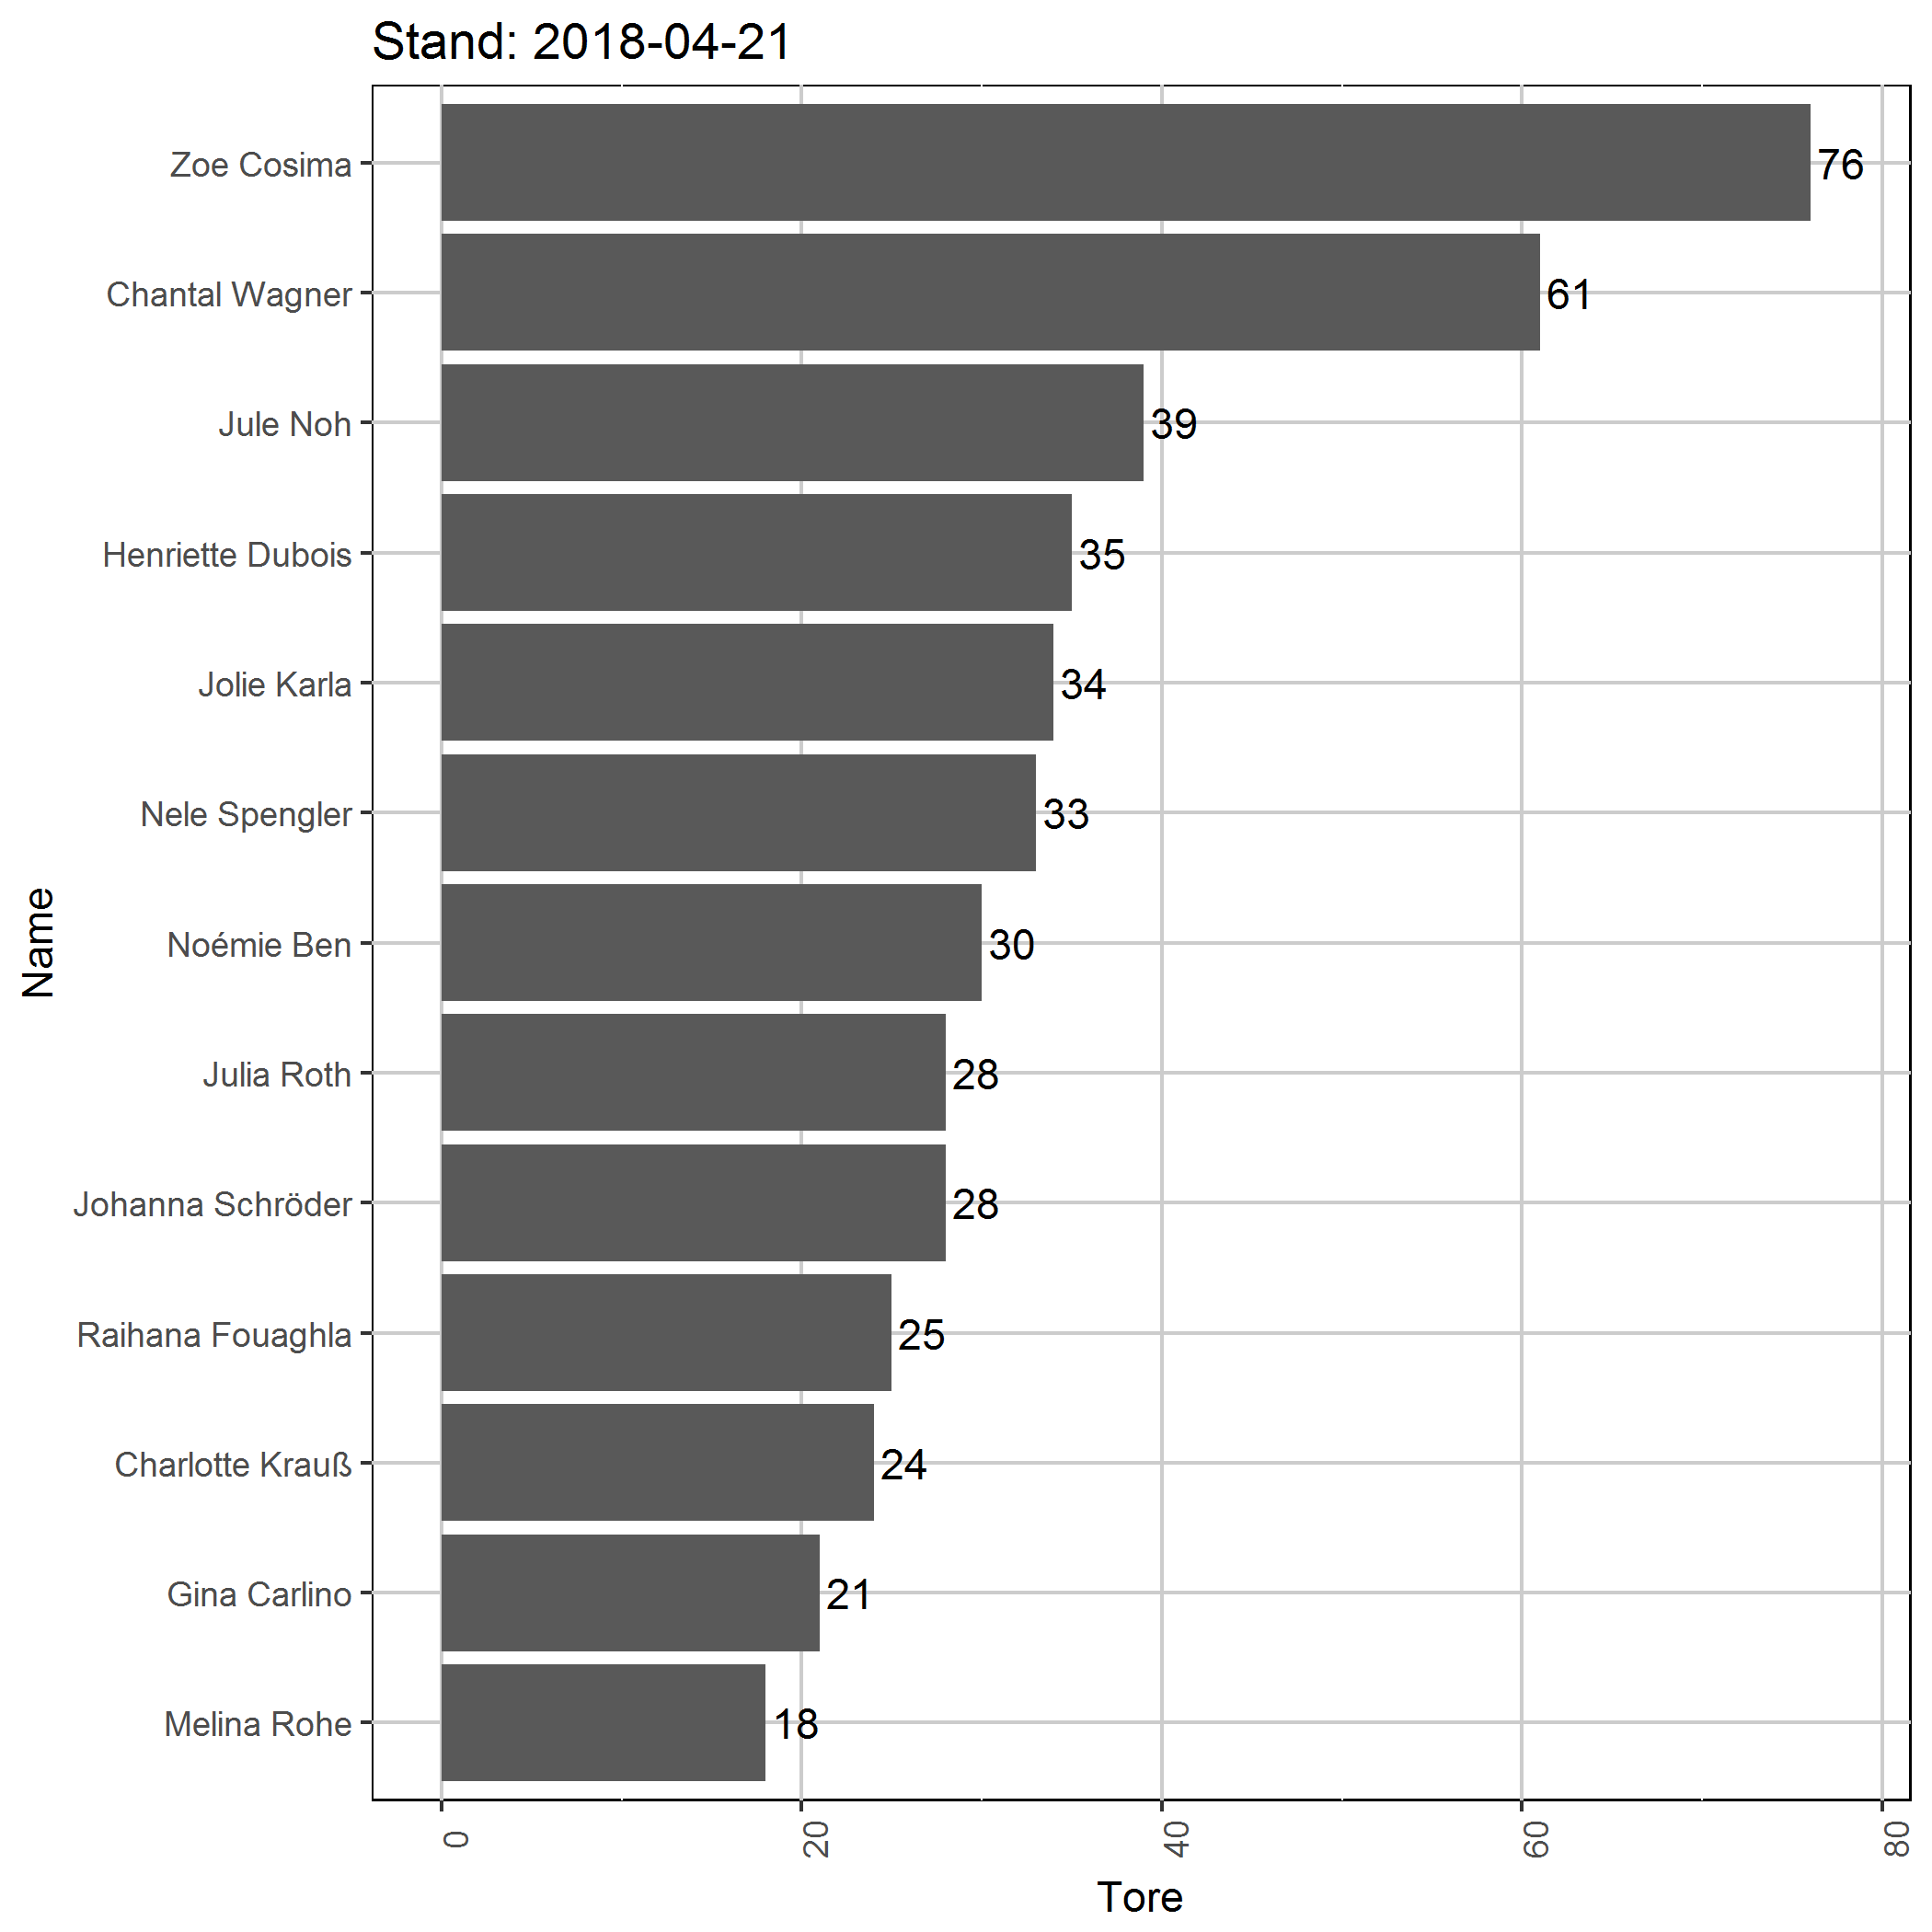 Stand: 2018-04-21
Zoe Cosima 76
Chantal Wagner 61
Jule Noh 39
Henriette Dubois 35
Jolie Karla 34
Nele Spengler 33
Noémie Ben 30
Julia Roth 28
Johanna Schröder 28
Raihana Fouaghla 25
Charlotte Krauß 24
Gina Carlino 21
Melina Rohe 18
Name
0 20 40 60 80
Tore